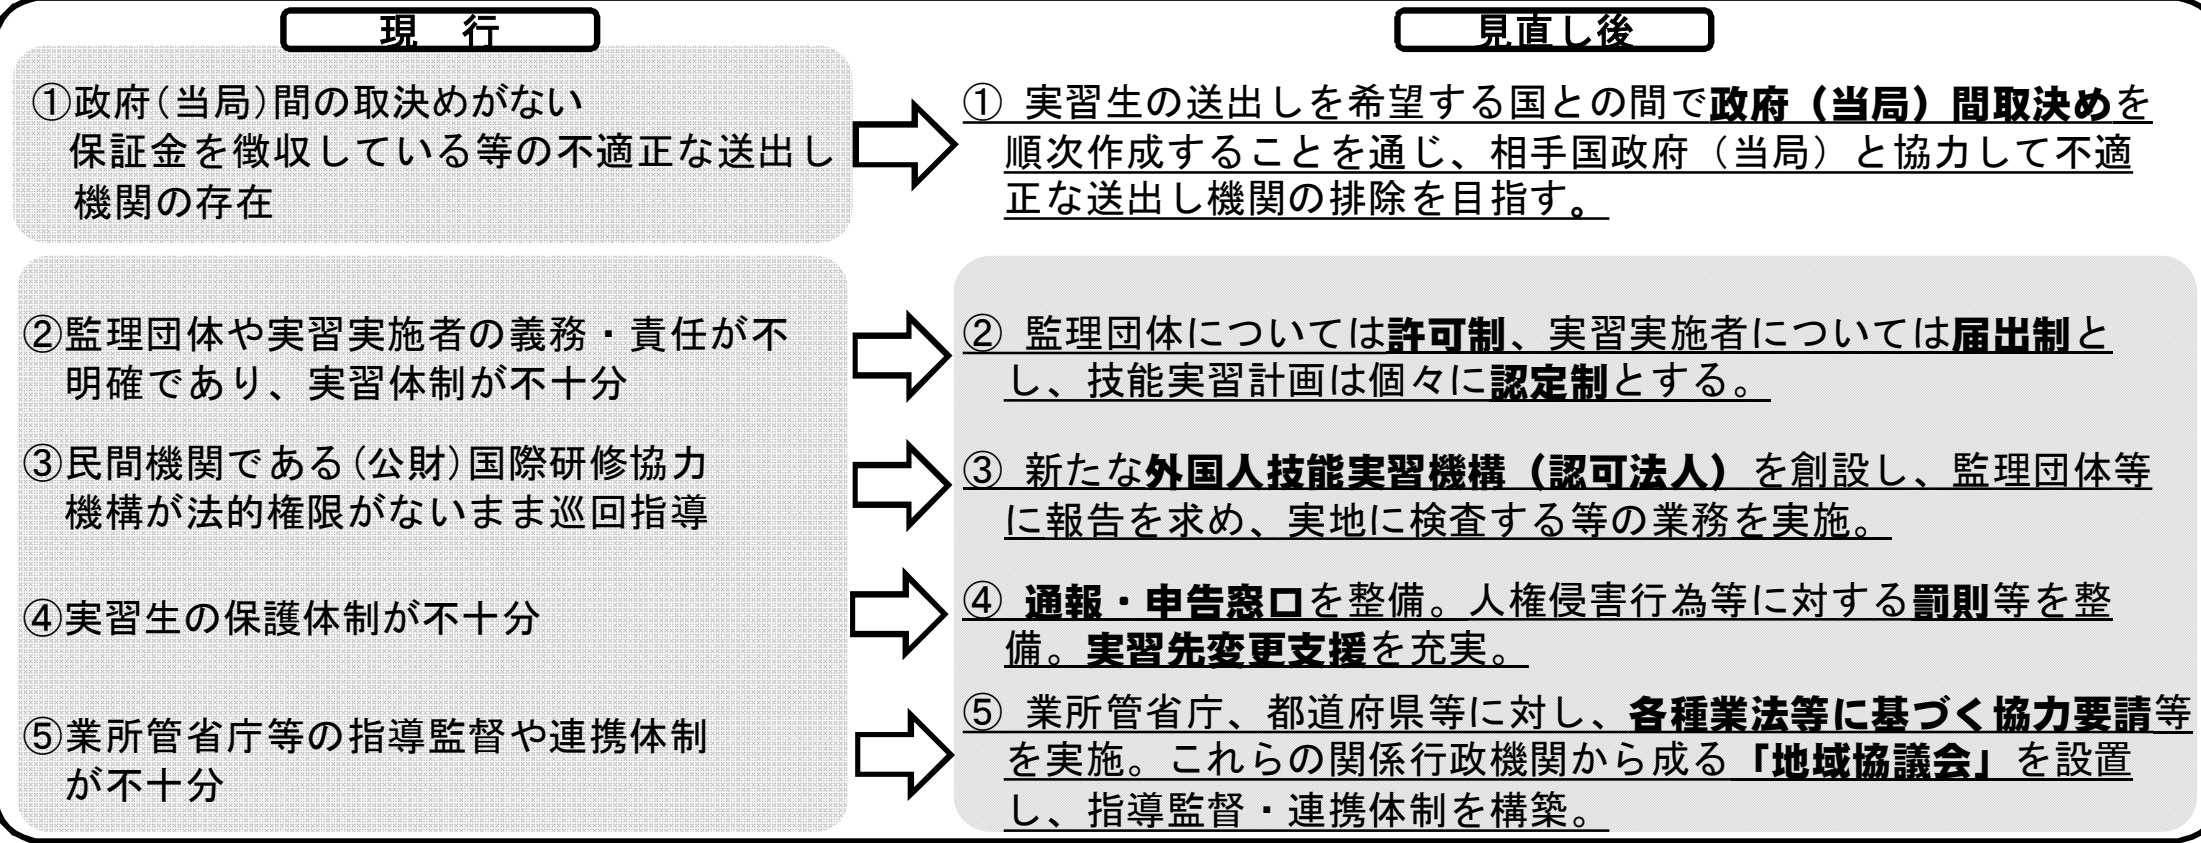 現 行
①政府(当局)間の取決めがない
保証金を徴収している等の不適正な送出し
機関の存在
②監理団体や実習実施者の義務・責任が不
明確であり、実習体制が不十分
③民間機関である(公財)国際研修協力
機構が法的権限がないまま巡回指導
④実習生の保護体制が不十分
⑤業所管省庁等の指導監督や連携体制
が不十分
見直し後
① 実習生の送出しを希望する国との間で政府（当局）間取決めを
順次作成することを通じ、相手国政府（当局）と協力して不適
正な送出し機関の排除を目指す。
② 監理団体については許可制、実習実施者については届出制と
し、技能実習計画は個々に認定制とする。
③ 新たな外国人技能実習機構（認可法人）を創設し、監理団体等
に報告を求め、実地に検査する等の業務を実施。
④ 通報・申告窓口を整備。人権侵害行為等に対する罰則等を整
備。実習先変更支援を充実。
⑤ 業所管省庁、都道府県等に対し、各種業法等に基づく協力要請等
を実施。これらの関係行政機関から成る「地域協議会」を設置
し、指導監督・連携体制を構築。